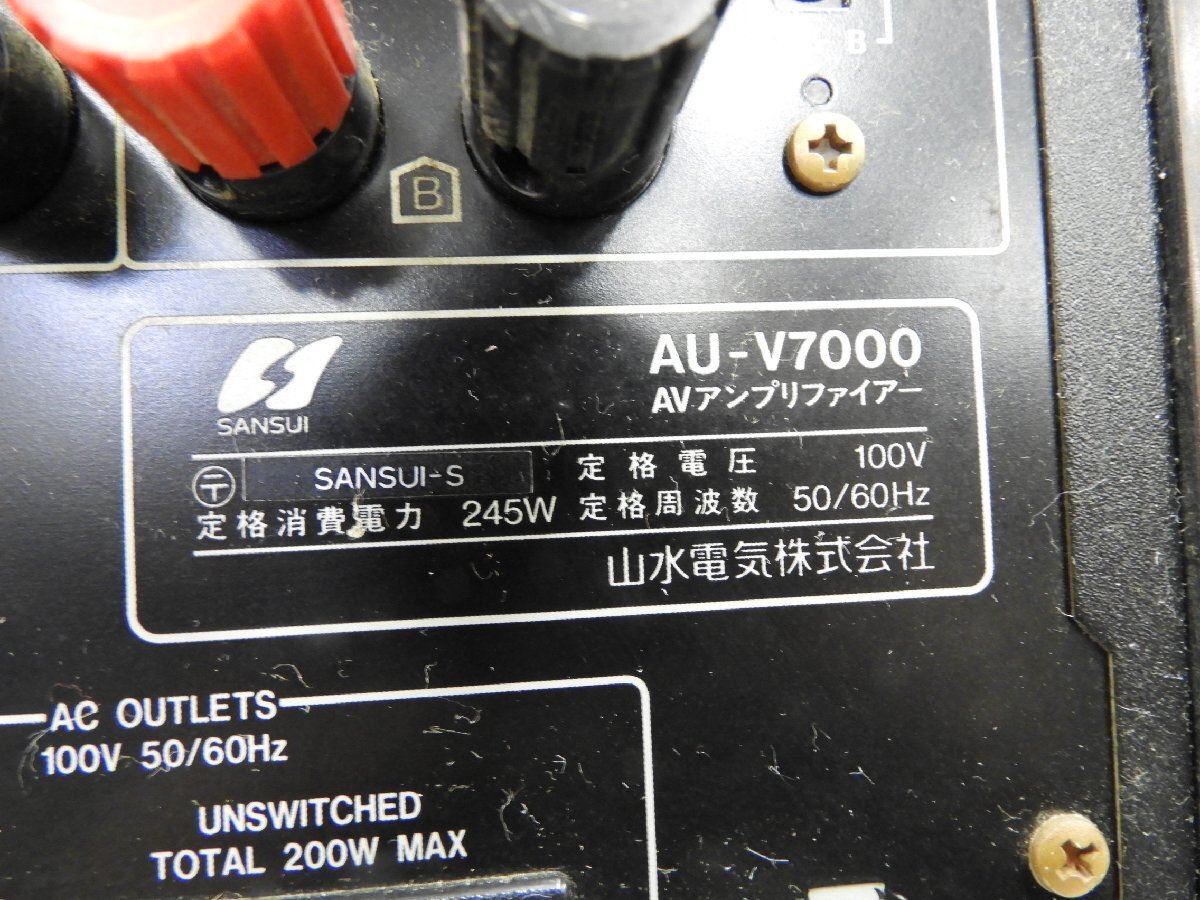 B
B
SANSUI
AU-V7000
AVアンプリファイアー
〒 SANSUI-S
定格電圧 100V
定格消費電力 245W
定格周波数 50/60Hz
山水電気株式会社
AC OUTLETS
100V 50/60Hz
UNSWITCHED
TOTAL 200W MAX